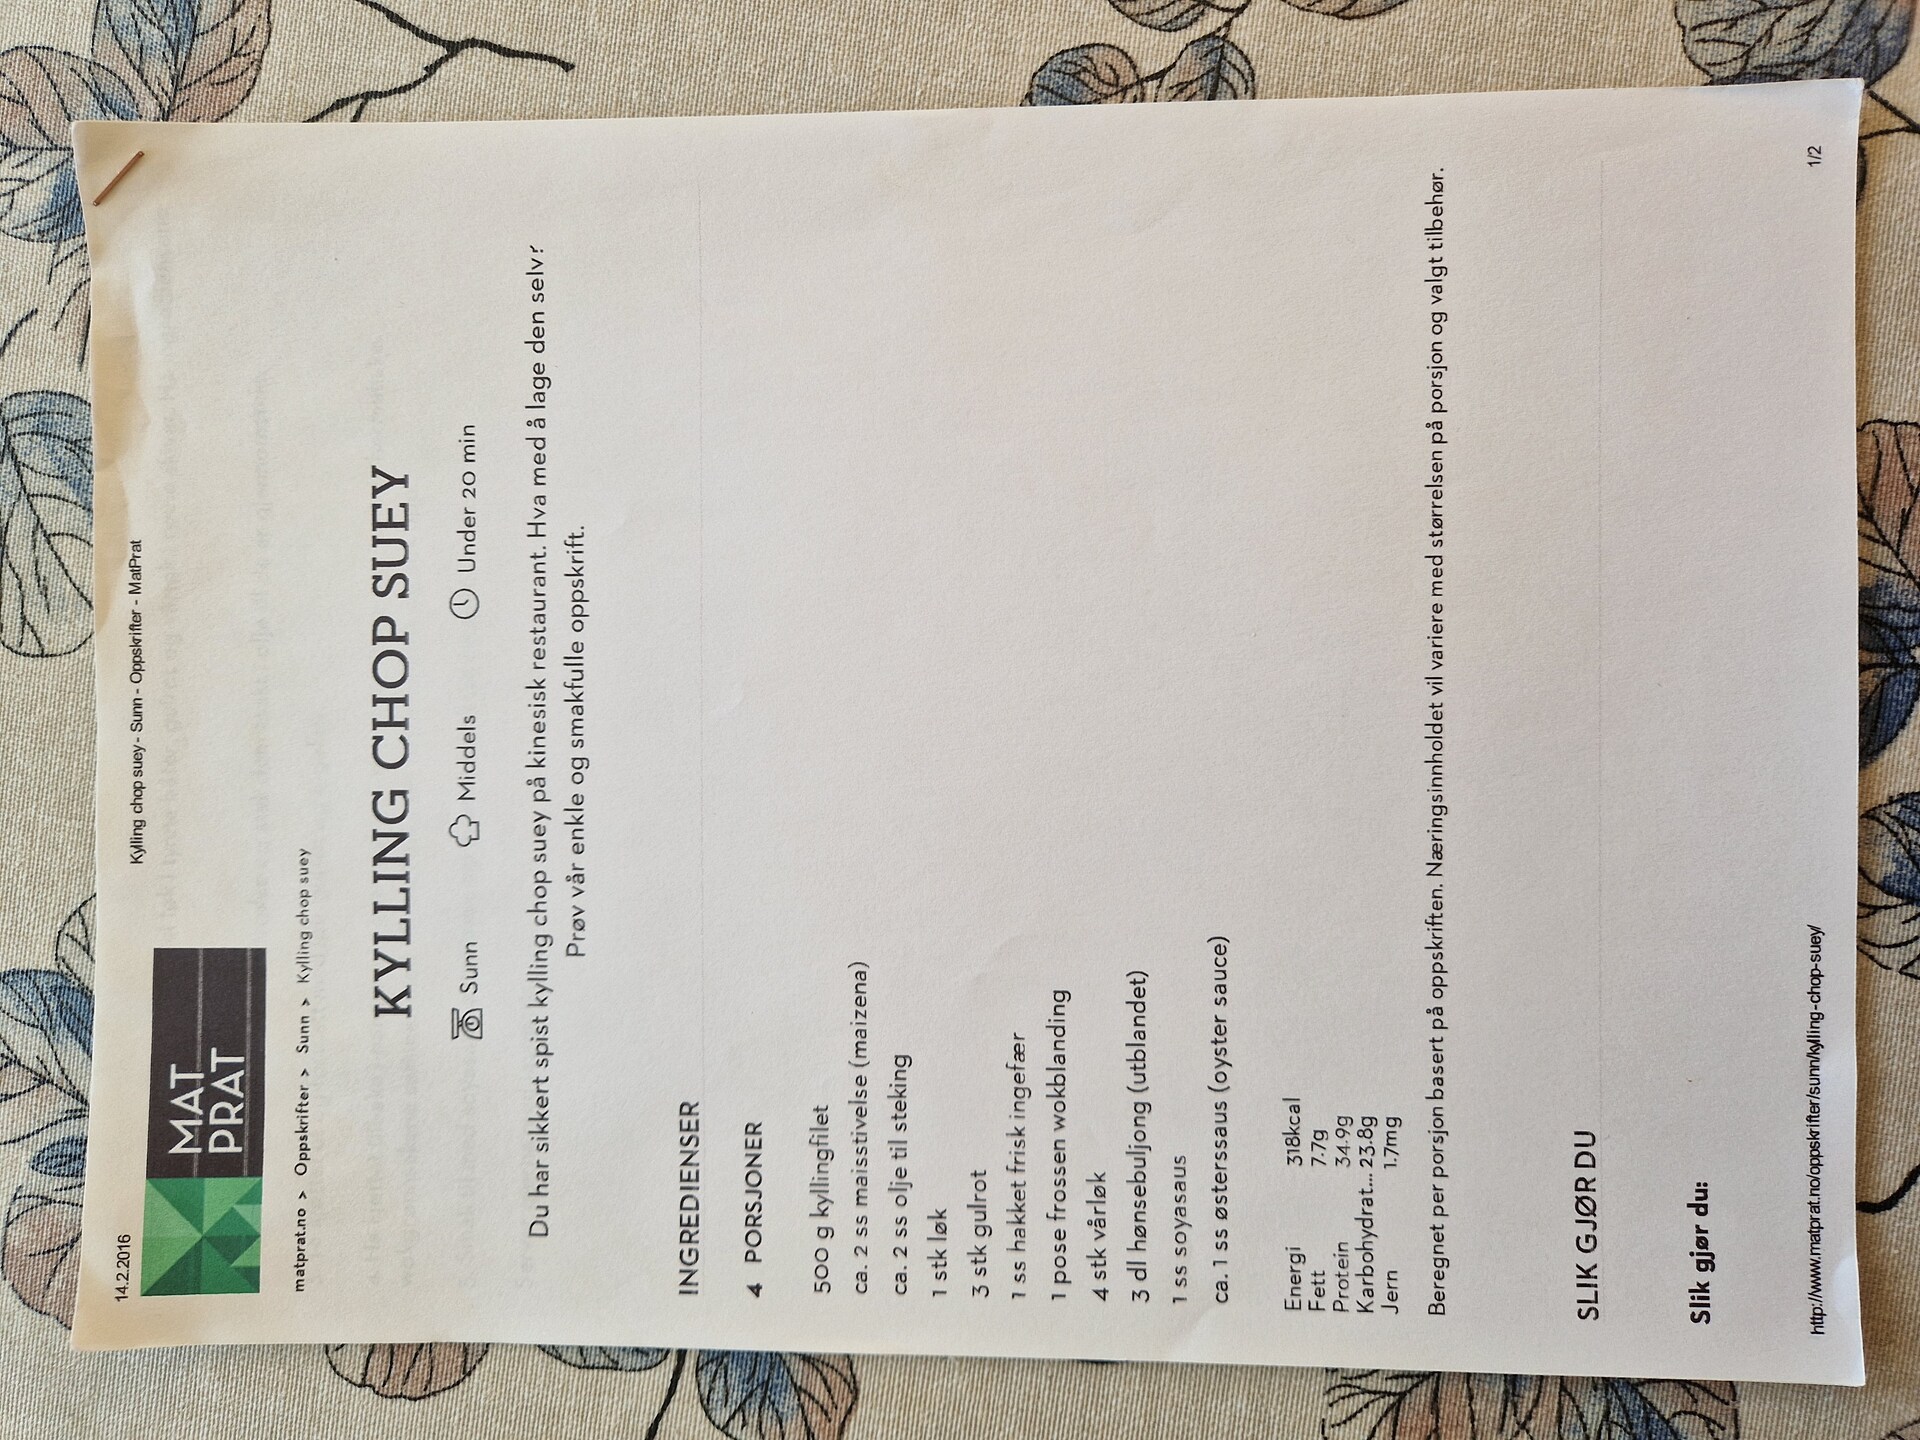 14.2.2016
Kylling chop suey - Sunn - Oppskrifter - MatPrat
MAT
PRAT
matprat.no > Oppskrifter > Sunn > Kylling chop suey
KYLLING CHOP SUEY
Sunn Middels Under 20 min
Du har sikkert spist kylling chop suey på kinesisk restaurant. Hva med å lage den selv?
Prøv vår enkle og smakfulle oppskrift.
INGREDIENSER
4 PORSJONER
500 g kyllingfilet
ca. 2 ss maisstivelse (maizena)
ca. 2 ss olje til steking
1 stk løk
3 stk gulrot
1 ss hakket frisk ingefær
1 pose frossen wokblanding
4 stk vårløk
3 dl hønsebuljong (utblandet)
1 ss soyasaus
ca. 1 ss østerssaus (oyster sauce)
Energi 318kcal
Fett 7.7g
Protein 34.9g
Karbohydrat... 23.8g
Jern 1.7mg
Beregnet per porsjon basert på oppskriften. Næringsinnholdet vil variere med størrelsen på porsjon og valgt tilbehør.
SLIK GJØR DU
Slik gjør du:
http://www.matprat.no/oppskrifter/sunn/kylling-chop-suey/
1/2